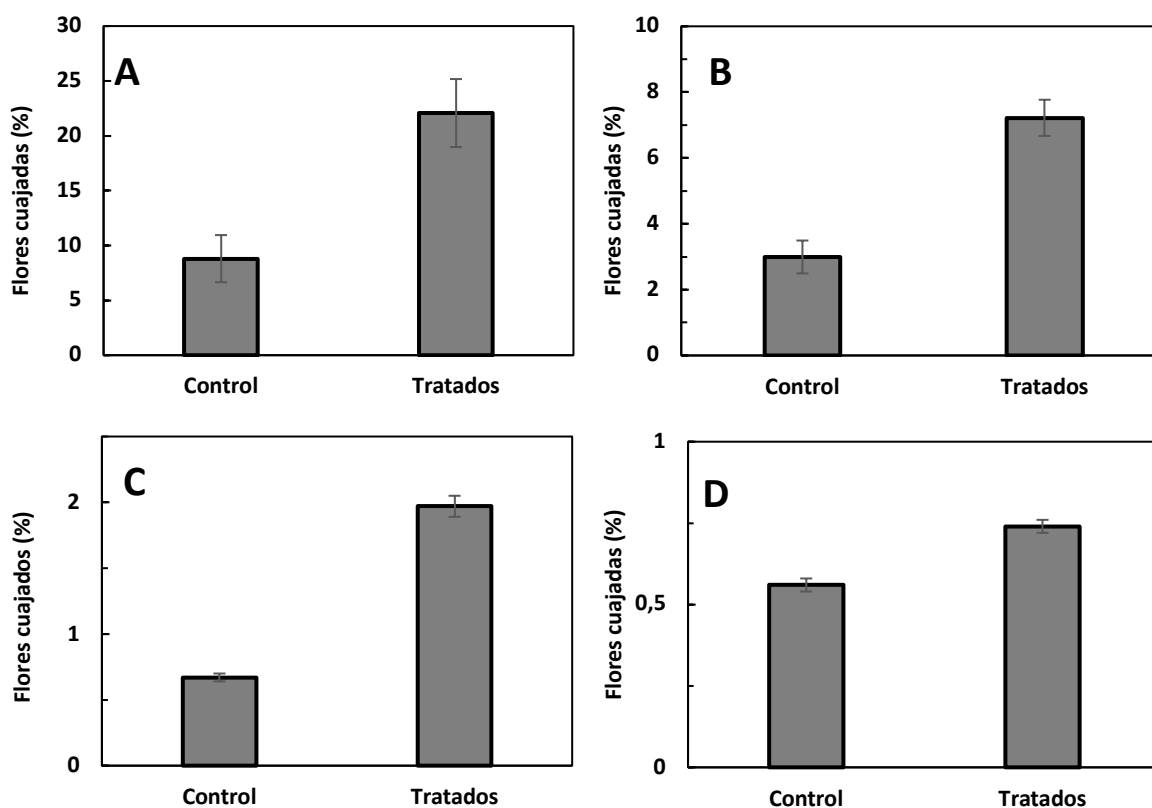 A
Flores cuajadas (%)
30
25
20
15
10
5
0
Control
Tratados
B
Flores cuajadas (%)
10
8
6
4
2
0
Control
Tratados
C
Flores cuajados (%)
2
1
0
Control
Tratados
D
Flores cuajadas (%)
1
0,5
0
Control
Tratados